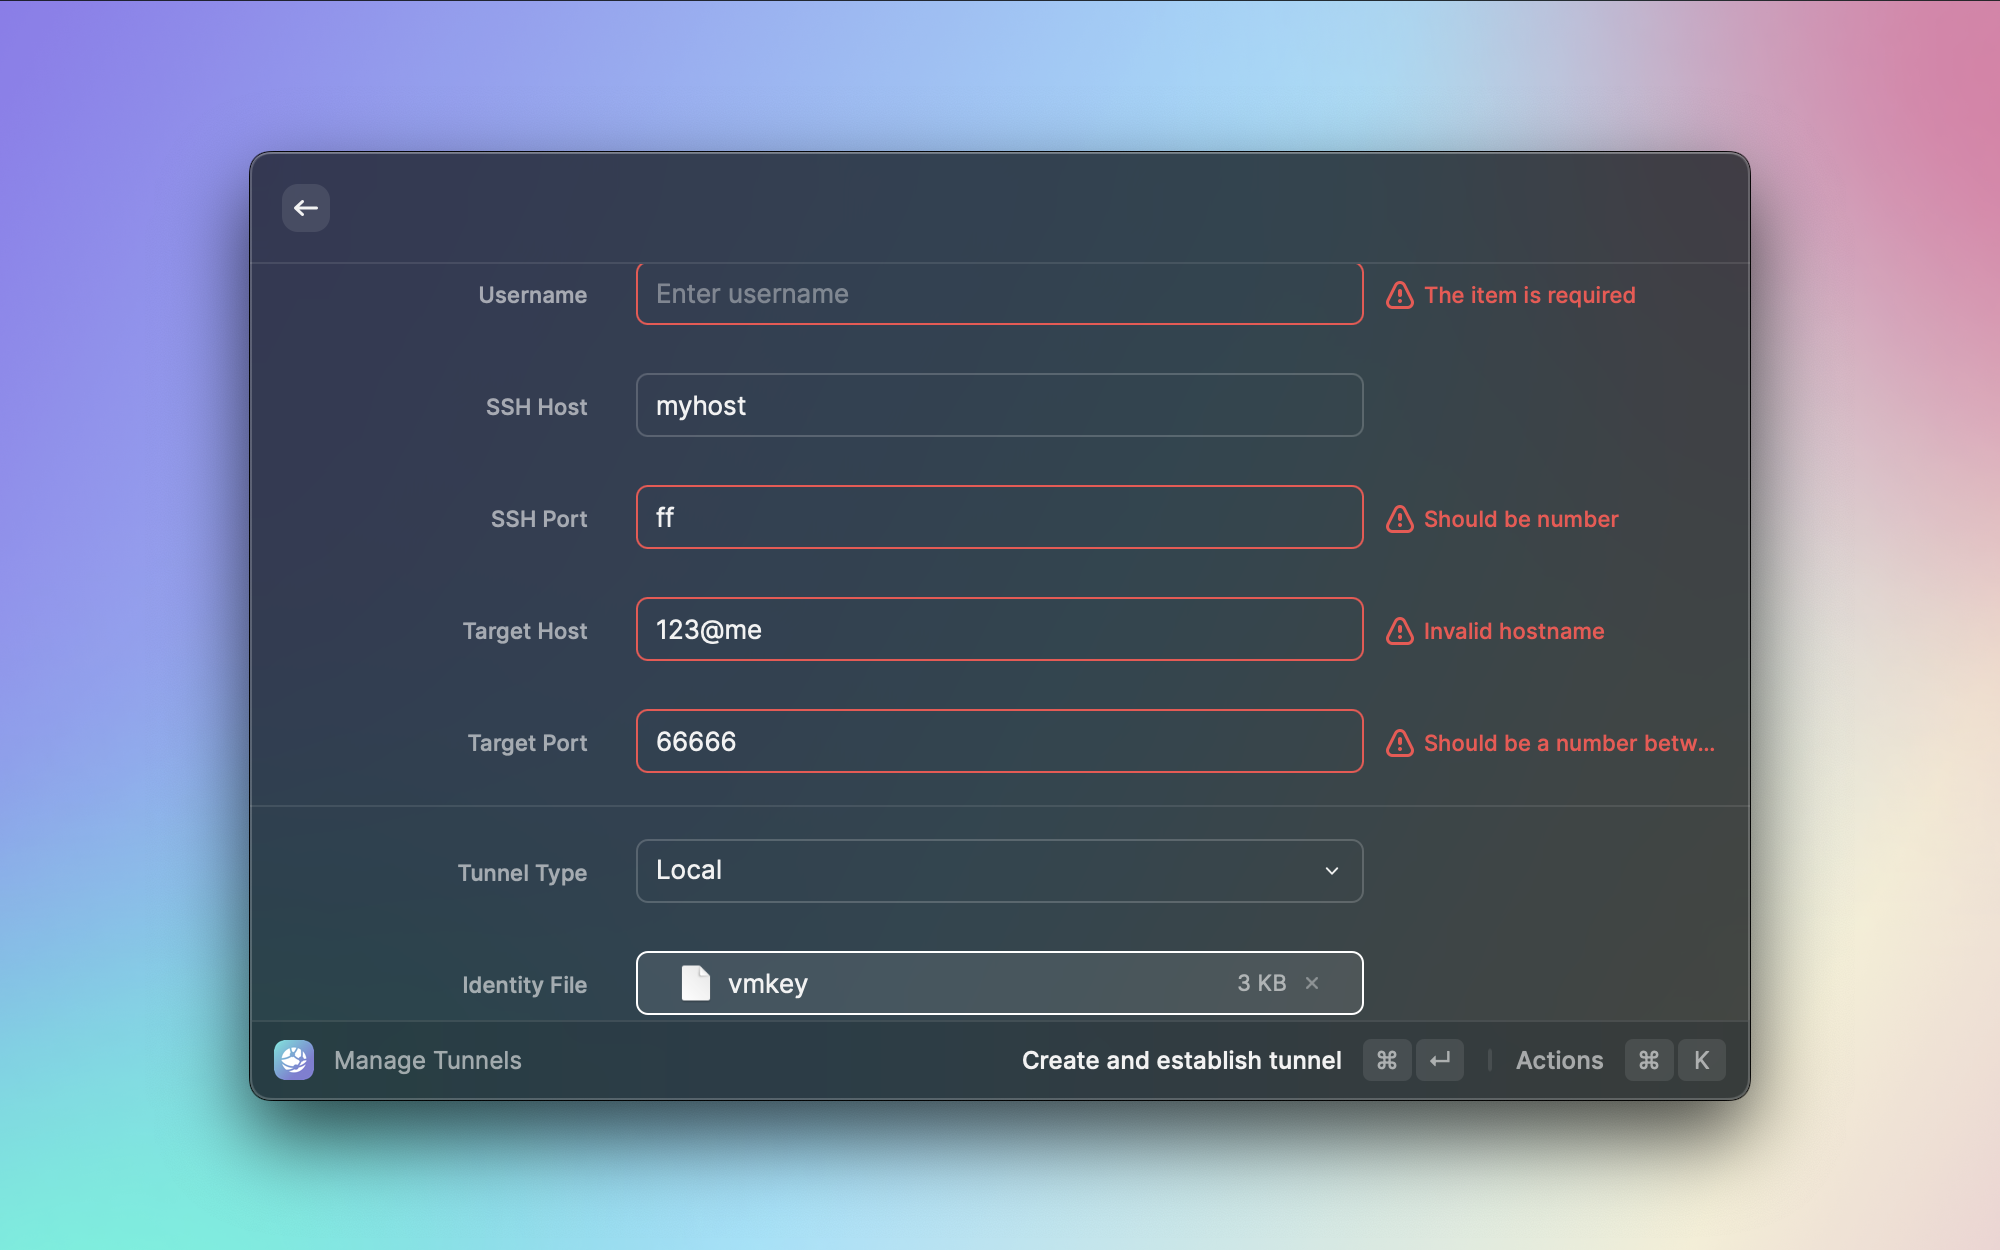 Username Enter username The item is required
SSH Host myhost
SSH Port ff Should be number
Target Host 123@me Invalid hostname
Target Port 66666 Should be a number betw...
Tunnel Type Local
Identity File vmkey 3 KB ×
Manage Tunnels Create and establish tunnel ⌘ ↵ Actions ⌘ K